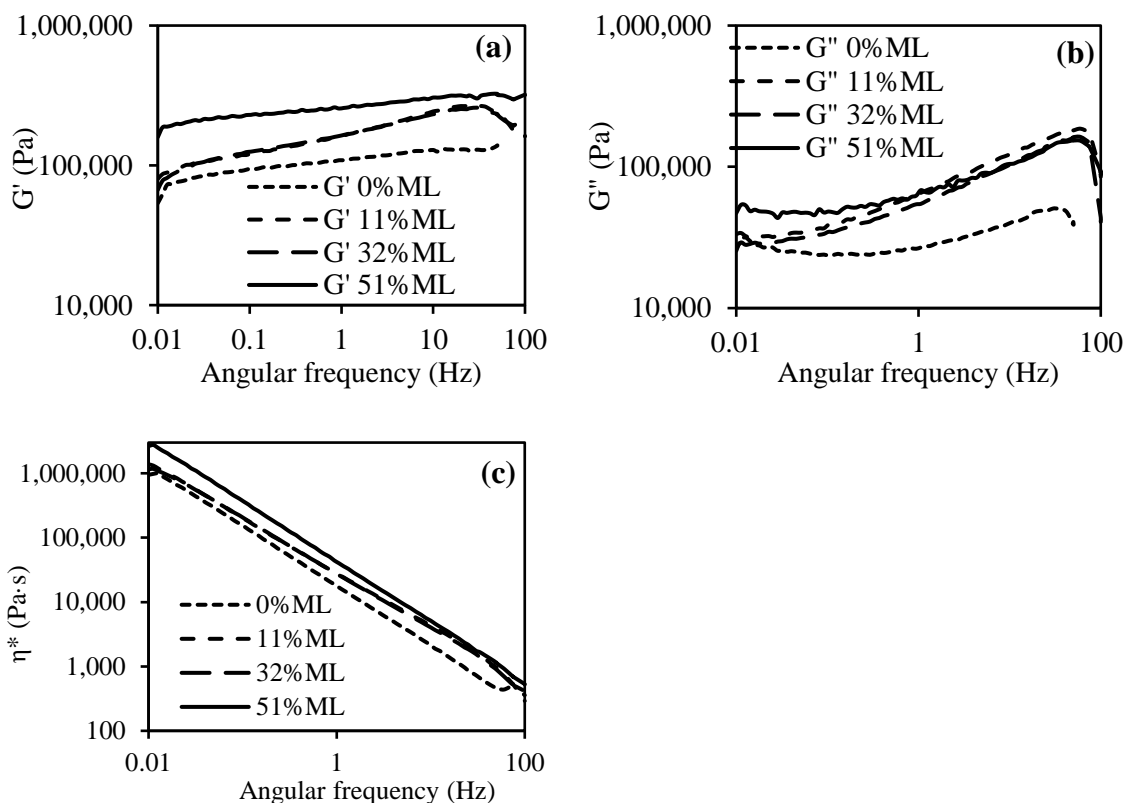 (a)
1,000,000
100,000
10,000
G' (Pa)
G' 0%ML
G' 11%ML
G' 32%ML
G' 51%ML
0.01 0.1 1 10 100
Angular frequency (Hz)
(b)
1,000,000
100,000
10,000
G" (Pa)
G" 0%ML
G" 11%ML
G" 32%ML
G" 51%ML
0.01 1 100
Angular frequency (Hz)
(c)
1,000,000
100,000
10,000
1,000
100
η* (Pa·s)
0%ML
11%ML
32%ML
51%ML
0.01 1 100
Angular frequency (Hz)